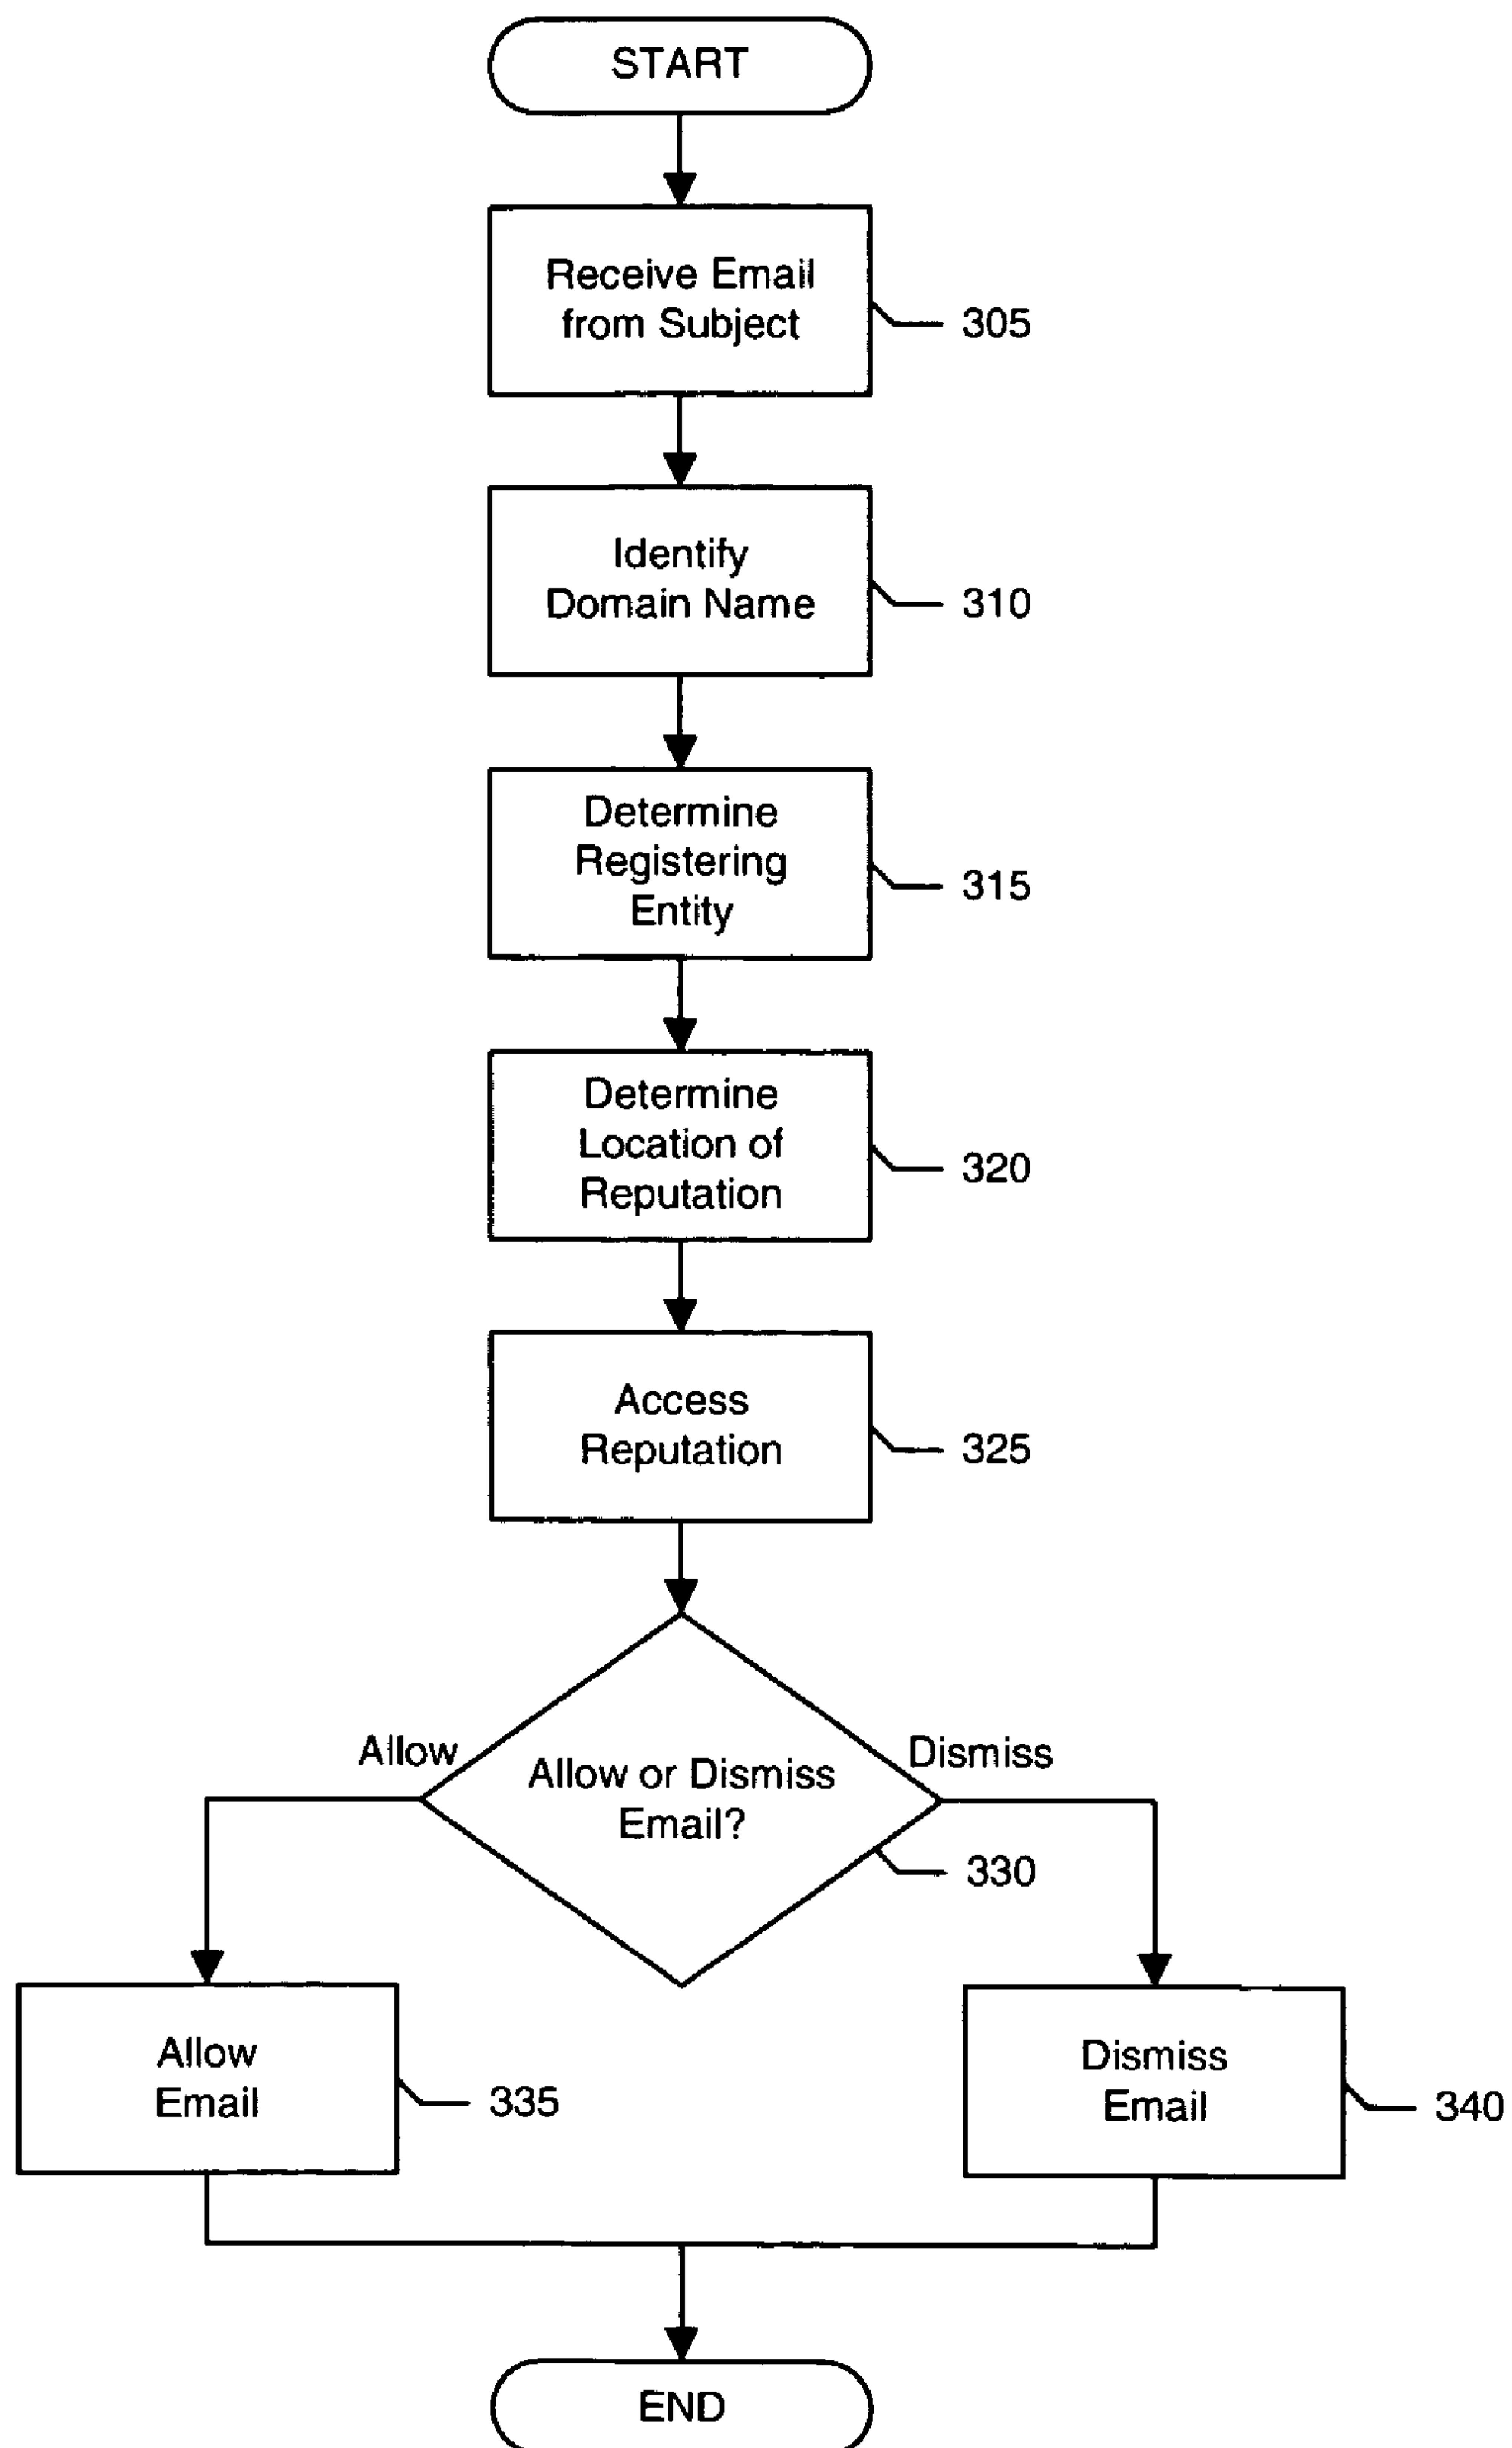 START
Receive Email
from Subject
305
Identify
Domain Name
310
Determine
Registering
Entity
315
Determine
Location of
Reputation
320
Access
Reputation
325
Allow
Allow or Dismiss
Email?
Dismiss
330
Allow
Email
335
Dismiss
Email
340
END